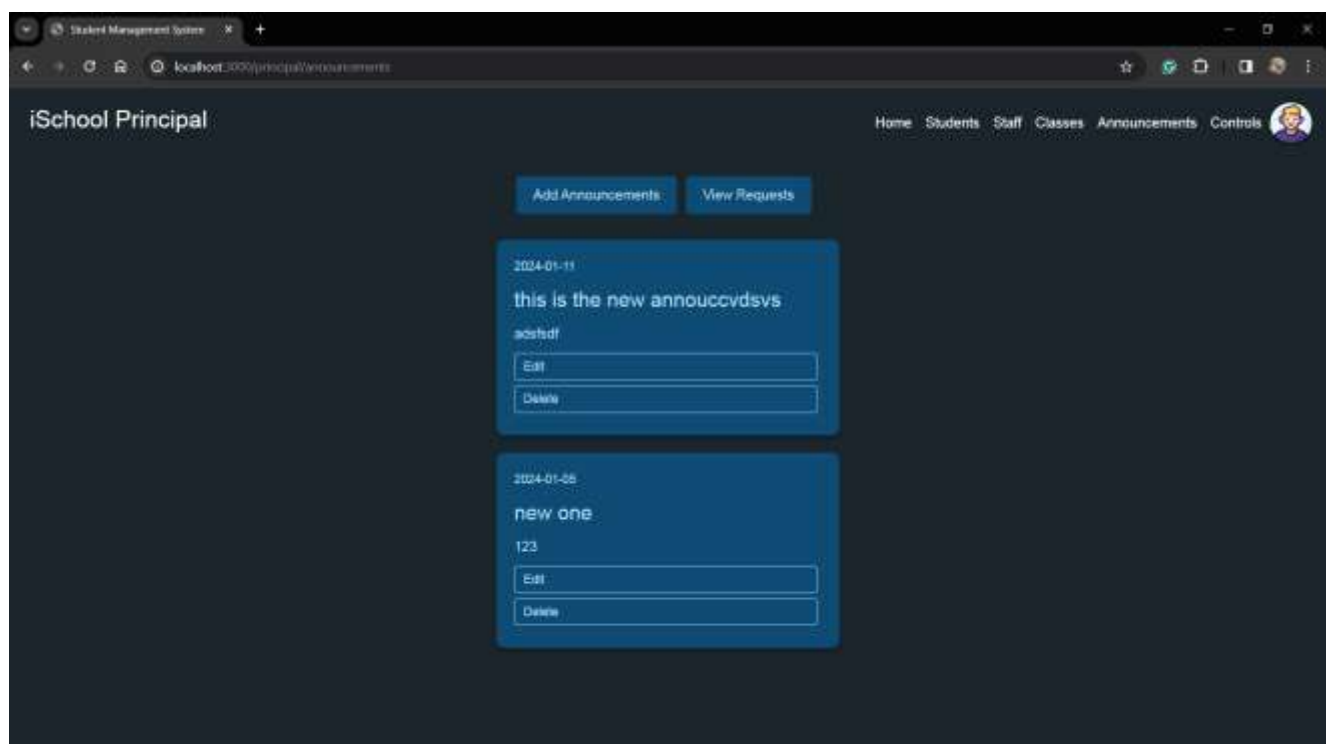 Student Management System
localhost:3000/principal/announcements
iSchool Principal
Home Students Staff Classes Announcements Controls
Add Announcements View Requests
2024-01-11
this is the new annouccvdsvs
Edit
Delete
2024-01-05
new one
123
Edit
Delete